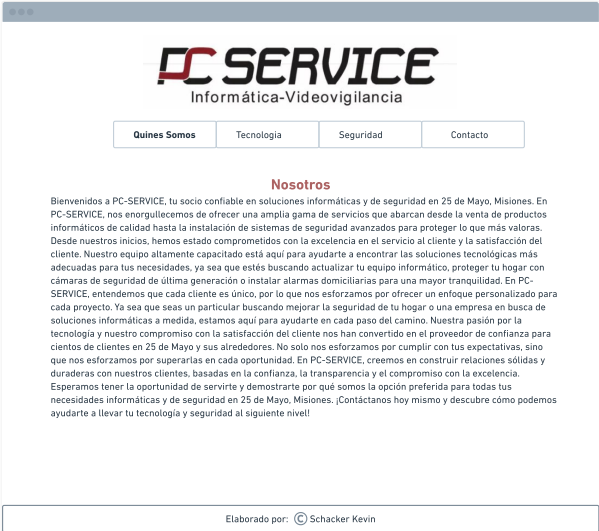 PC SERVICE
Informática-Videovigilancia
Quines Somos Tecnologia Seguridad Contacto
Nosotros
Bienvenidos a PC-SERVICE, tu socio confiable en soluciones informáticas y de seguridad en 25 de Mayo, Misiones. En
PC-SERVICE, nos enorgullecemos de ofrecer una amplia gama de servicios que abarcan desde la venta de productos
informáticos de calidad hasta la instalación de sistemas de seguridad avanzados para proteger lo que más valoras.
Desde nuestros inicios, hemos estado comprometidos con la excelencia en el servicio al cliente y la satisfacción del
cliente. Nuestro equipo altamente capacitado está aquí para ayudarte a encontrar las soluciones tecnológicas más
adecuadas para tus necesidades, ya sea que estés buscando actualizar tu equipo informático, proteger tu hogar con
cámaras de seguridad de última generación o instalar alarmas domiciliarias para una mayor tranquilidad. En PC-
SERVICE, entendemos que cada cliente es único, por lo que nos esforzamos por ofrecer un enfoque personalizado para
cada proyecto. Ya sea que seas un particular buscando mejorar la seguridad de tu hogar o una empresa en busca de
soluciones informáticas a medida, estamos aquí para ayudarte en cada paso del camino. Nuestra pasión por la
tecnología y nuestro compromiso con la satisfacción del cliente nos han convertido en el proveedor de confianza para
cientos de clientes en 25 de Mayo y sus alrededores. No solo nos esforzamos por cumplir con tus expectativas, sino
que nos esforzamos por superarlas en cada oportunidad. En PC-SERVICE, creemos en construir relaciones sólidas y
duraderas con nuestros clientes, basadas en la confianza, la transparencia y el compromiso con la excelencia.
Esperamos tener la oportunidad de servirte y demostrarte por qué somos la opción preferida para todas tus
necesidades informáticas y de seguridad en 25 de Mayo, Misiones. ¡Contáctanos hoy mismo y descubre cómo podemos
ayudarte a llevar tu tecnología y seguridad al siguiente nivel!
Elaborado por: © Schacker Kevin